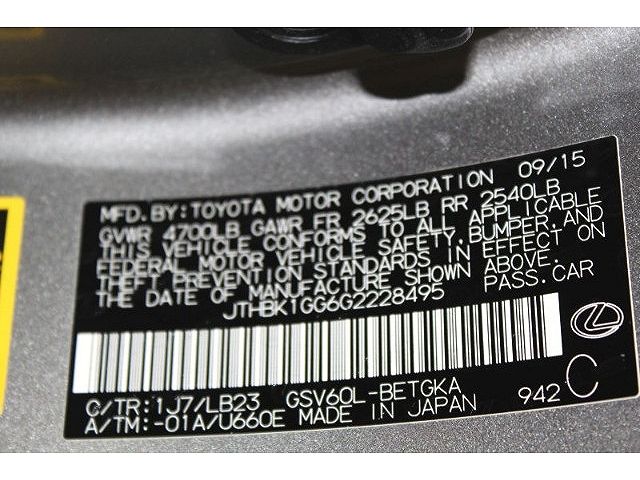 MFD.BY:TOYOTA MOTOR CORPORATION 09/15
GVWR 4700LB GAWR FR 2625LB RR 2540LB
THIS VEHICLE CONFORMS TO ALL APPLICABLE
FEDERAL MOTOR VEHICLE SAFETY,BUMPER,AND
THEFT PREVENTION STANDARDS IN EFFECT ON
THE DATE OF MANUFACTURE SHOWN ABOVE.
JTHBK1GG6G2228495 PASS.CAR
C/TR:1J7/LB23 GSV60L-BETGKA
A/TM:-01A/U660E MADE IN JAPAN 942 C